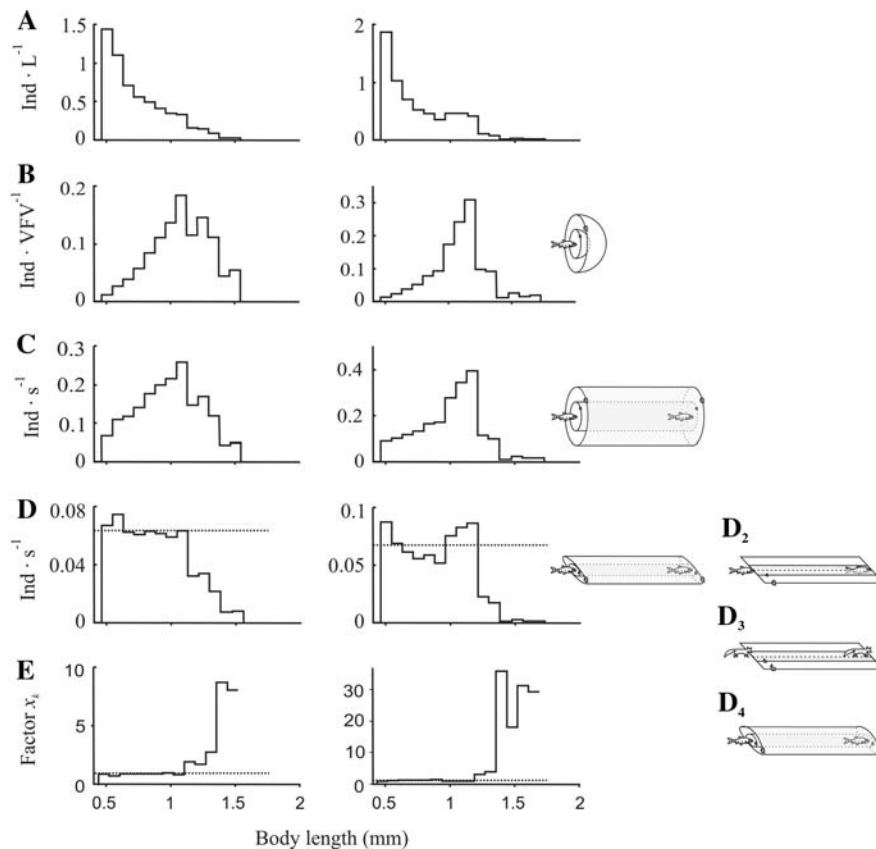 A
Ind · L⁻¹
1.5
1
0.5
0
2
1
0
B
Ind · VFV⁻¹
0.2
0.1
0
0.3
0.2
0.1
0
C
Ind · s⁻¹
0.3
0.2
0.1
0
0.4
0.2
0
D
Ind · s⁻¹
0.08
0.04
0
0.1
0.05
0
D₂
D₃
D₄
E
Factor xₖ
10
5
0
30
20
10
0
0.5 1 1.5 2
0.5 1 1.5 2
Body length (mm)